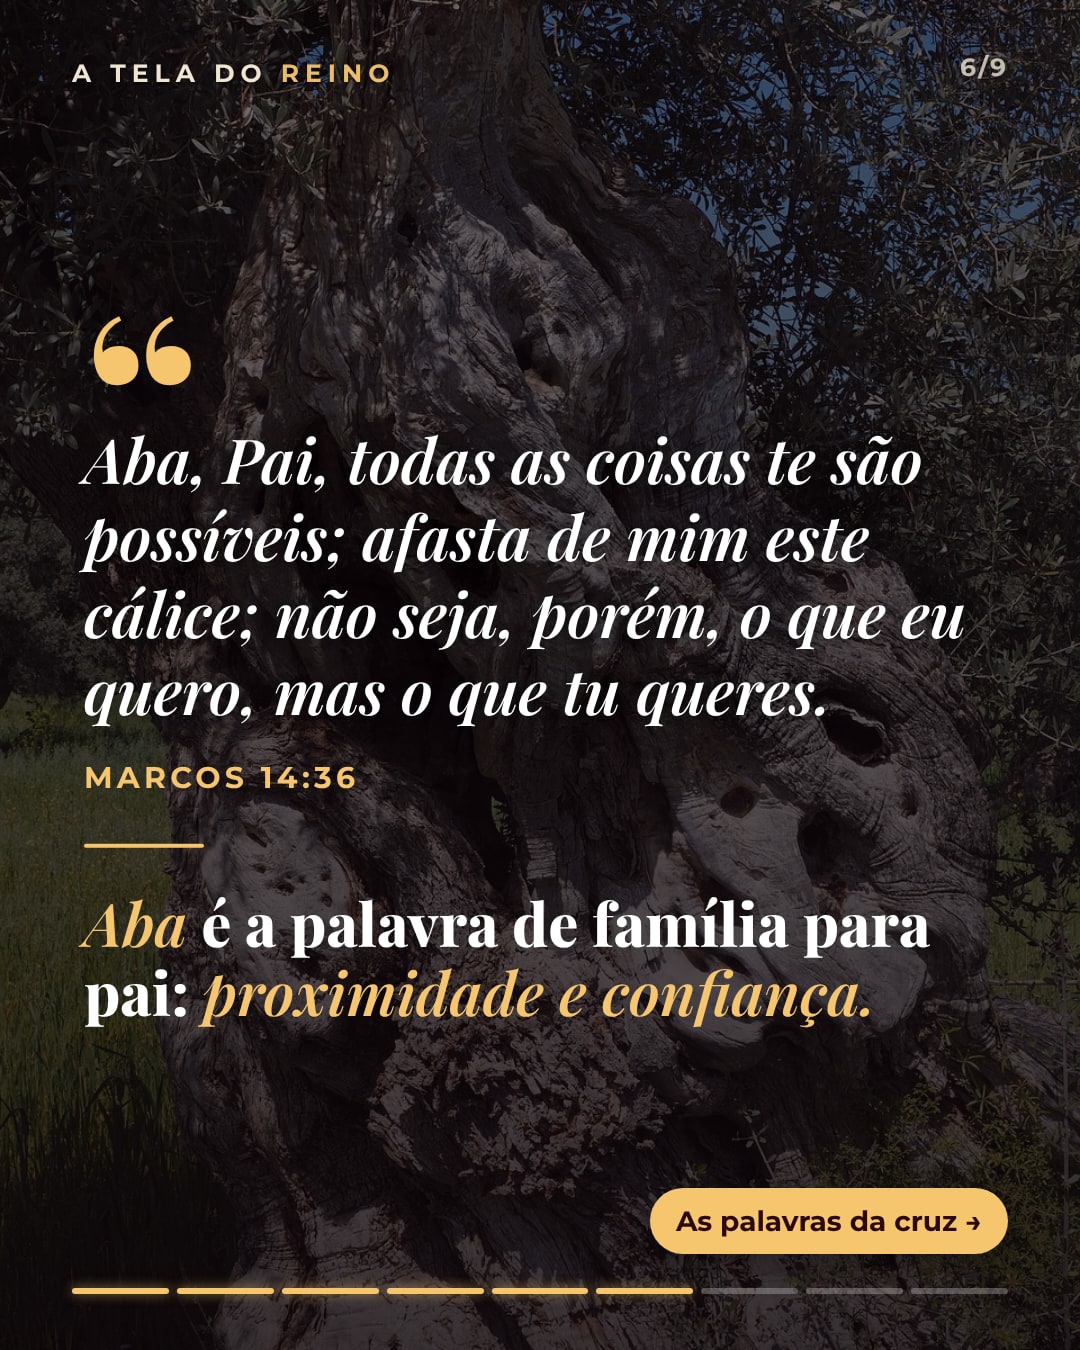 A TELA DO REINO
6/9
“
Aba, Pai, todas as coisas te são
possíveis; afasta de mim este
cálice; não seja, porém, o que eu
quero, mas o que tu queres.
MARCOS 14:36
Aba é a palavra de família para
pai: proximidade e confiança.
As palavras da cruz →